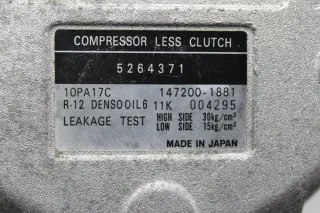 COMPRESSOR LESS CLUTCH
5264371
10PA17C 147200-1881
R-12 DENSOOIL6 11K 004295
LEAKAGE TEST HIGH SIDE 30kg/cm²
LOW SIDE 15kg/cm²
MADE IN JAPAN